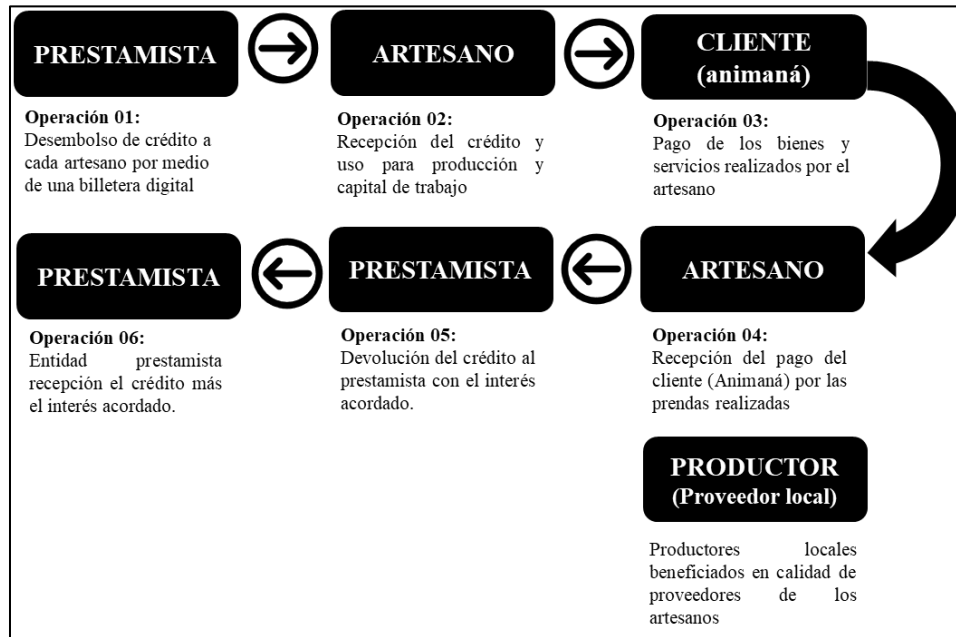 PRESTAMISTA
Operación 01:
Desembolso de crédito a
cada artesano por medio
de una billetera digital
ARTESANO
Operación 02:
Recepción del crédito y
uso para producción y
capital de trabajo
CLIENTE
(animaná)
Operación 03:
Pago de los bienes y
servicios realizados por el
artesano
ARTESANO
Operación 04:
Recepción del pago del
cliente (Animaná) por las
prendas realizadas
PRESTAMISTA
Operación 05:
Devolución del crédito al
prestamista con el interés
acordado.
PRESTAMISTA
Operación 06:
Entidad prestamista
recepción el crédito más
el interés acordado.
PRODUCTOR
(Proveedor local)
Productores locales
beneficiados en calidad de
proveedores de los
artesanos